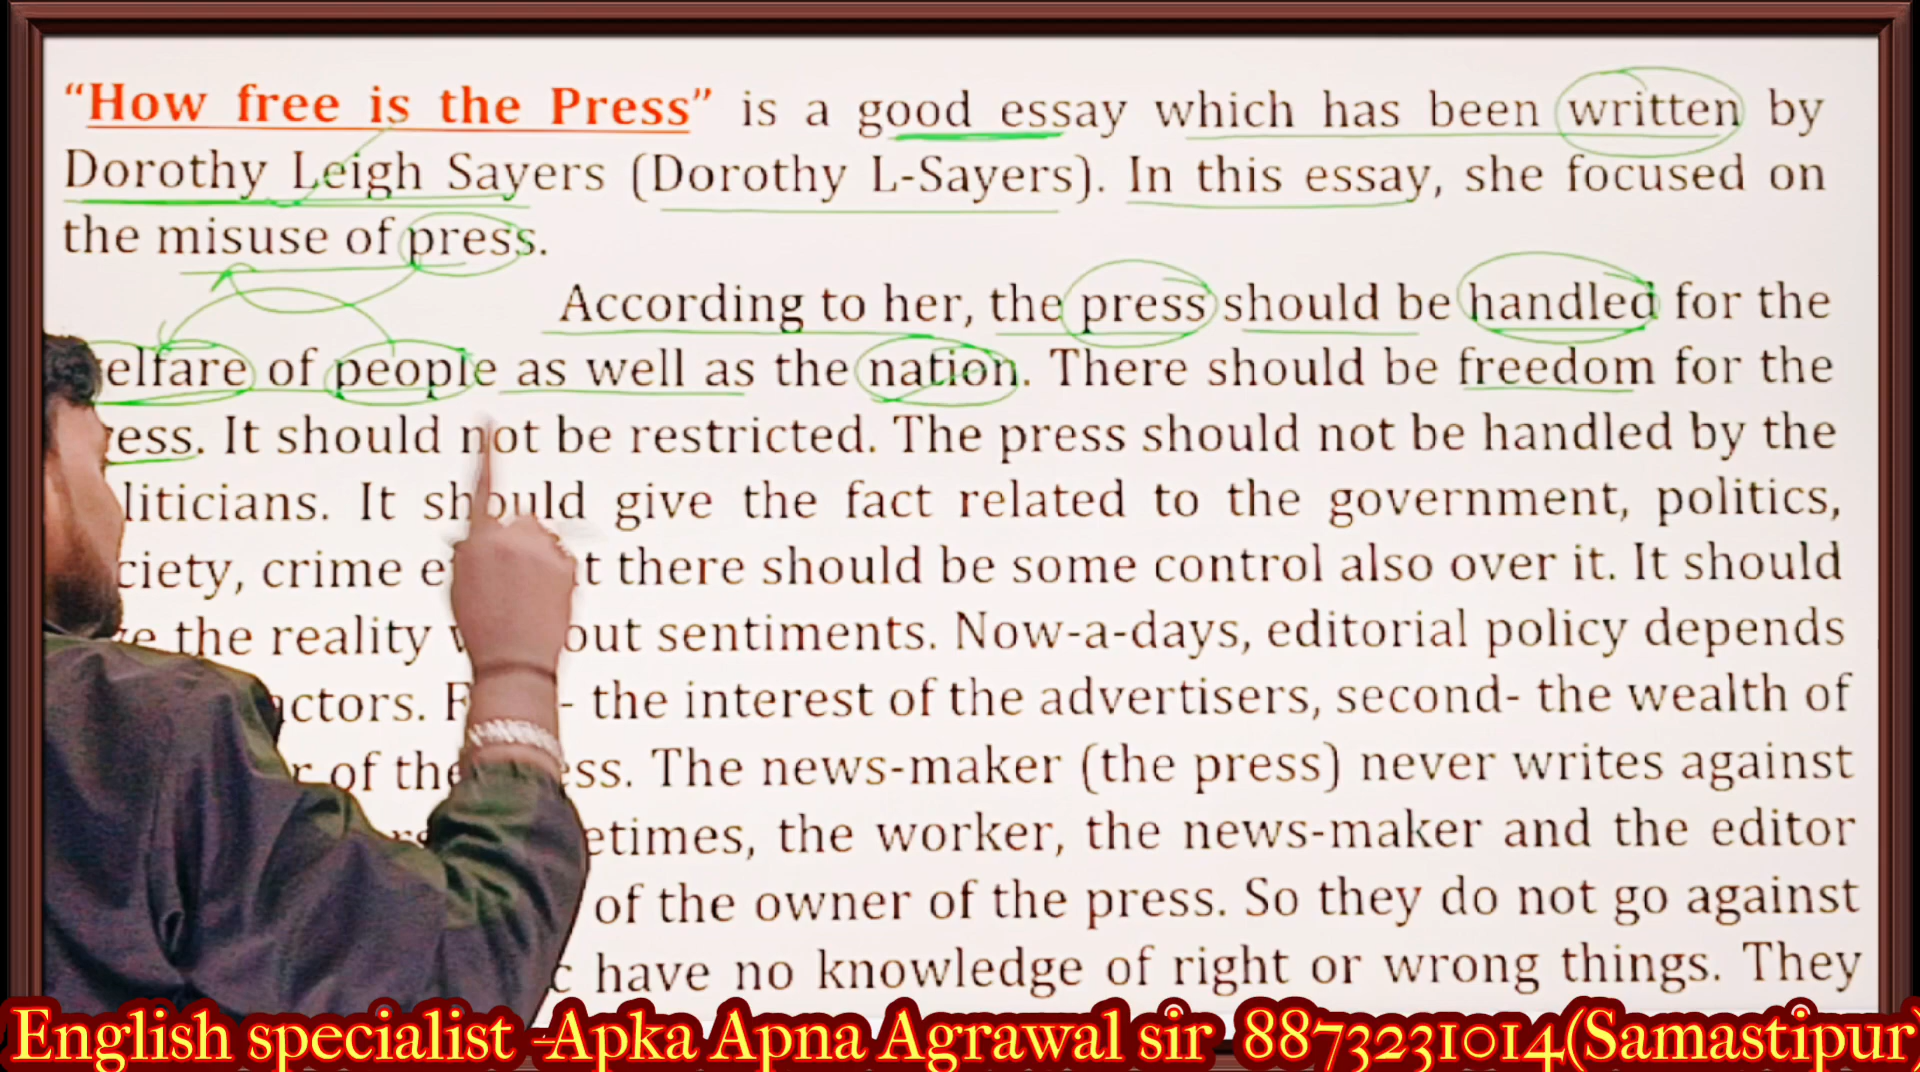 “How free is the Press” is a good essay which has been written by
Dorothy Leigh Sayers (Dorothy L-Sayers). In this essay, she focused on
the misuse of press.
According to her, the press should be handled for the
elfare of people as well as the nation. There should be freedom for the
ess. It should not be restricted. The press should not be handled by the
liticians. It should give the fact related to the government, politics,
ciety, crime there should be some control also over it. It should
the reality out sentiments. Now-a-days, editorial policy depends
actors. - the interest of the advertisers, second- the wealth of
of the ess. The news-maker (the press) never writes against
etimes, the worker, the news-maker and the editor
of the owner of the press. So they do not go against
have no knowledge of right or wrong things. They
English specialist -Apka Apna Agrawal sir 8873231014(Samastipur)